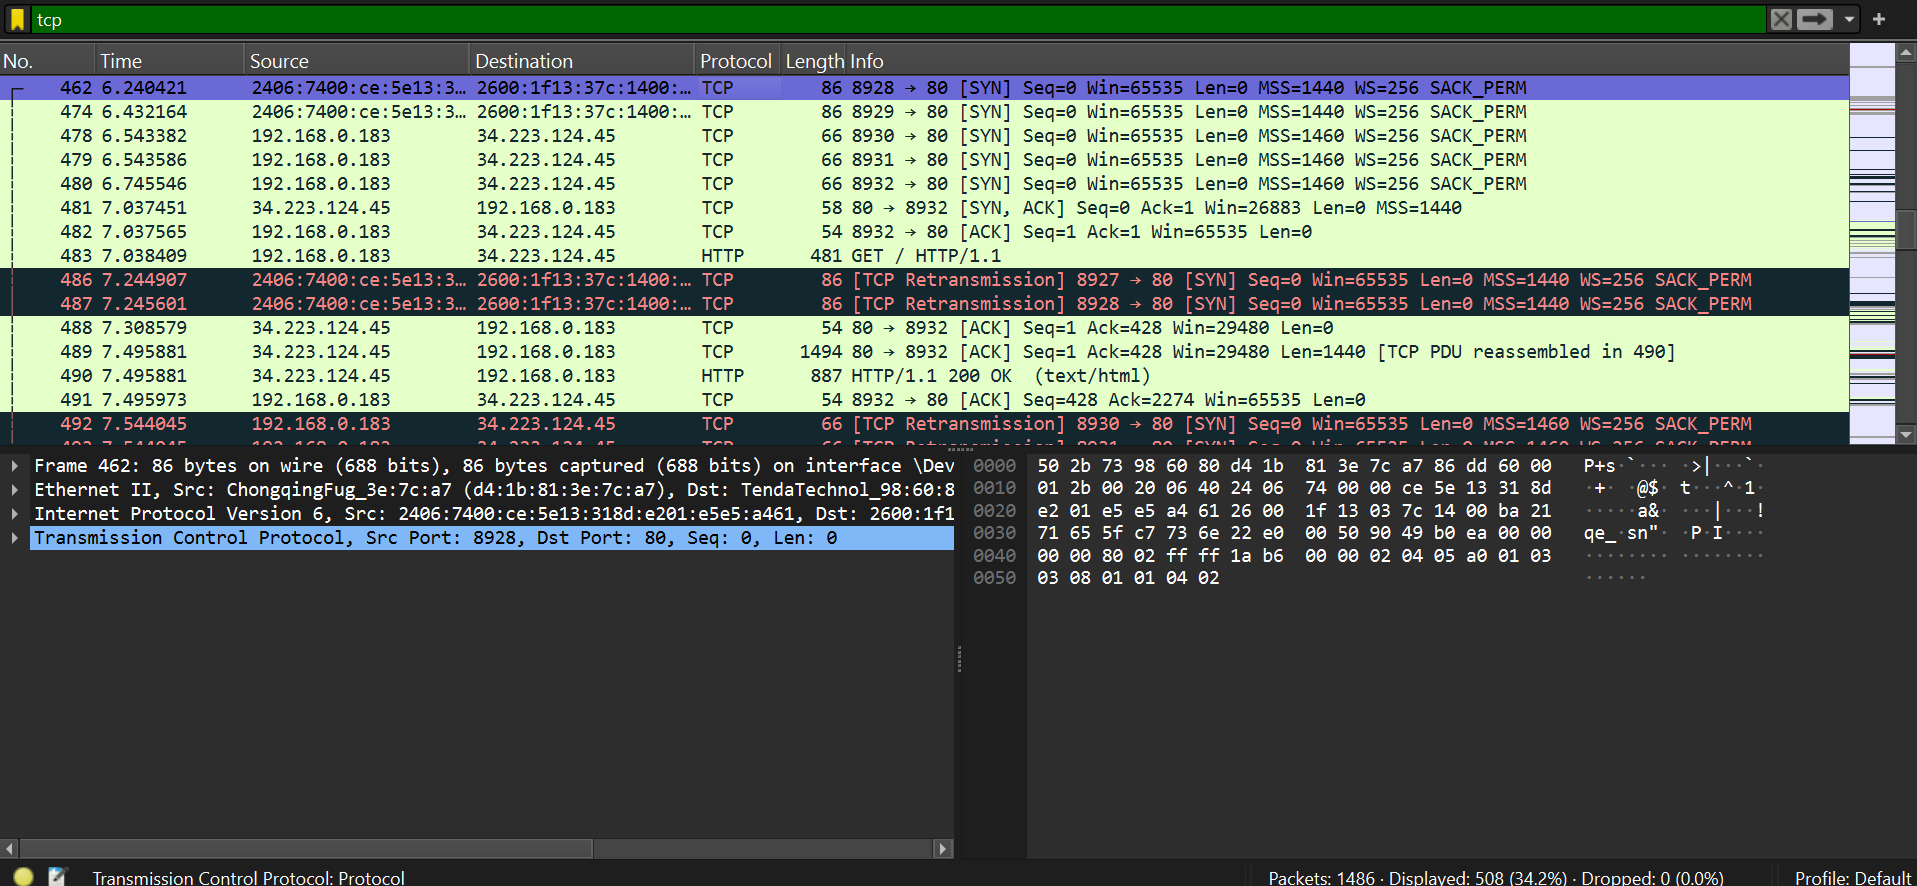 tcp
No. Time Source Destination Protocol Length Info
462 6.240421 2406:7400:ce:5e13:3… 2600:1f13:37c:1400:… TCP 86 8928 → 80 [SYN] Seq=0 Win=65535 Len=0 MSS=1440 WS=256 SACK_PERM
474 6.432164 2406:7400:ce:5e13:3… 2600:1f13:37c:1400:… TCP 86 8929 → 80 [SYN] Seq=0 Win=65535 Len=0 MSS=1440 WS=256 SACK_PERM
478 6.543382 192.168.0.183 34.223.124.45 TCP 66 8930 → 80 [SYN] Seq=0 Win=65535 Len=0 MSS=1460 WS=256 SACK_PERM
479 6.543586 192.168.0.183 34.223.124.45 TCP 66 8931 → 80 [SYN] Seq=0 Win=65535 Len=0 MSS=1460 WS=256 SACK_PERM
480 6.745546 192.168.0.183 34.223.124.45 TCP 66 8932 → 80 [SYN] Seq=0 Win=65535 Len=0 MSS=1460 WS=256 SACK_PERM
481 7.037451 34.223.124.45 192.168.0.183 TCP 58 80 → 8932 [SYN, ACK] Seq=0 Ack=1 Win=26883 Len=0 MSS=1440
482 7.037565 192.168.0.183 34.223.124.45 TCP 54 8932 → 80 [ACK] Seq=1 Ack=1 Win=65535 Len=0
483 7.038409 192.168.0.183 34.223.124.45 HTTP 481 GET / HTTP/1.1
486 7.244907 2406:7400:ce:5e13:3… 2600:1f13:37c:1400:… TCP 86 [TCP Retransmission] 8927 → 80 [SYN] Seq=0 Win=65535 Len=0 MSS=1440 WS=256 SACK_PERM
487 7.245601 2406:7400:ce:5e13:3… 2600:1f13:37c:1400:… TCP 86 [TCP Retransmission] 8928 → 80 [SYN] Seq=0 Win=65535 Len=0 MSS=1440 WS=256 SACK_PERM
488 7.308579 34.223.124.45 192.168.0.183 TCP 54 80 → 8932 [ACK] Seq=1 Ack=428 Win=29480 Len=0
489 7.495881 34.223.124.45 192.168.0.183 TCP 1494 80 → 8932 [ACK] Seq=1 Ack=428 Win=29480 Len=1440 [TCP PDU reassembled in 490]
490 7.495881 34.223.124.45 192.168.0.183 HTTP 887 HTTP/1.1 200 OK (text/html)
491 7.495973 192.168.0.183 34.223.124.45 TCP 54 8932 → 80 [ACK] Seq=428 Ack=2274 Win=65535 Len=0
492 7.544045 192.168.0.183 34.223.124.45 TCP 66 [TCP Retransmission] 8930 → 80 [SYN] Seq=0 Win=65535 Len=0 MSS=1460 WS=256 SACK_PERM
Frame 462: 86 bytes on wire (688 bits), 86 bytes captured (688 bits) on interface \Dev
Ethernet II, Src: ChongqingFug_3e:7c:a7 (d4:1b:81:3e:7c:a7), Dst: TendaTechnol_98:60:8
Internet Protocol Version 6, Src: 2406:7400:ce:5e13:318d:e201:e5e5:a461, Dst: 2600:1f1
Transmission Control Protocol, Src Port: 8928, Dst Port: 80, Seq: 0, Len: 0
0000 50 2b 73 98 60 80 d4 1b 81 3e 7c a7 86 dd 60 00 P+s·`··· ·>|···`·
0010 01 2b 00 20 06 40 24 06 74 00 00 ce 5e 13 31 8d ·+· ·@$· t···^·1·
0020 e2 01 e5 e5 a4 61 26 00 1f 13 03 7c 14 00 ba 21 ·····a&· ···|···!
0030 71 65 5f c7 73 6e 22 e0 00 50 90 49 b0 ea 00 00 qe_·sn"· ·P·I····
0040 00 00 80 02 ff ff 1a b6 00 00 02 04 05 a0 01 03 ········ ········
0050 03 08 01 01 04 02 ······
Transmission Control Protocol: Protocol Packets: 1486 · Displayed: 508 (34.2%) · Dropped: 0 (0.0%) Profile: Default